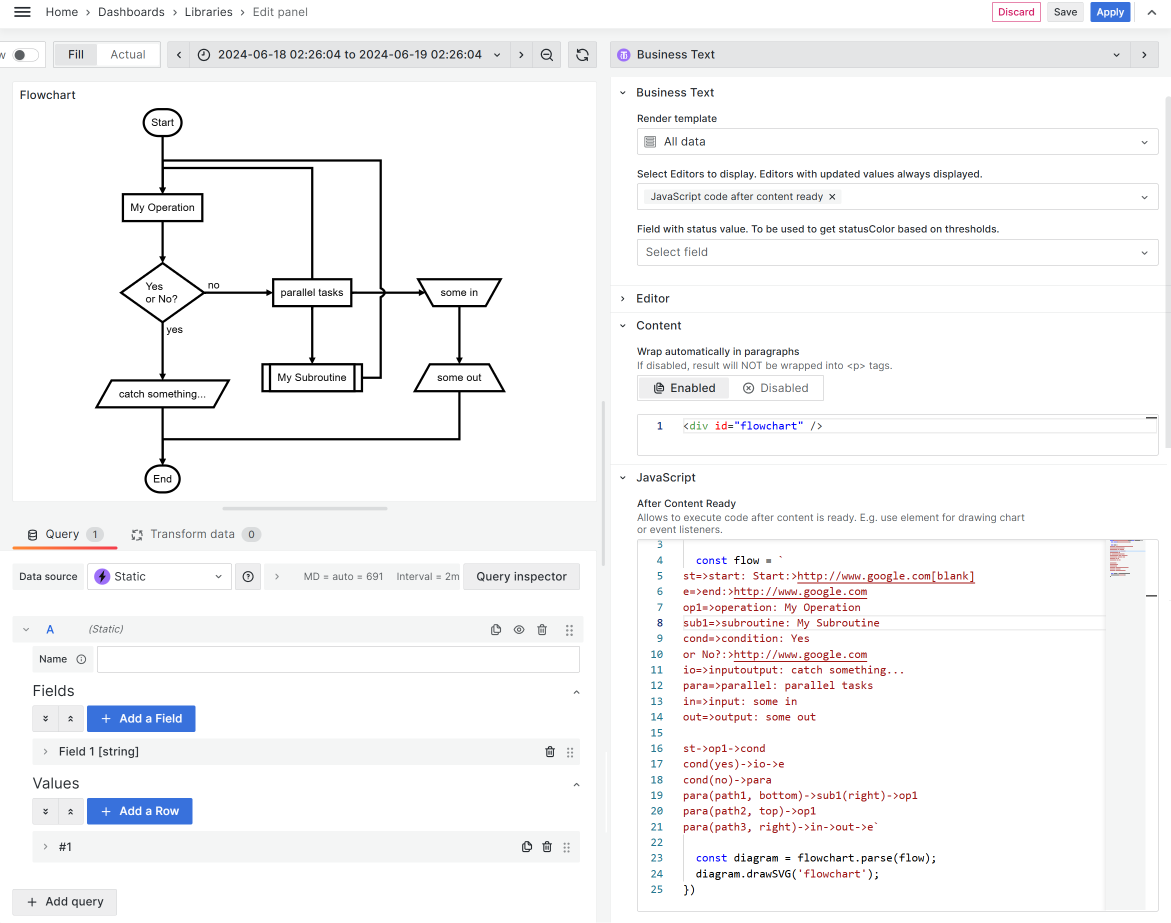 Home › Dashboards › Libraries › Edit panel
Discard Save Apply
w Fill Actual 2024-06-18 02:26:04 to 2024-06-19 02:26:04
Flowchart
Start
My Operation
Yes
or No?
no
parallel tasks
some in
yes
My Subroutine
some out
catch something...
End
Query 1 Transform data 0
Data source Static MD = auto = 691 Interval = 2m Query inspector
A (Static)
Name
Fields
+ Add a Field
Field 1 [string]
Values
+ Add a Row
#1
+ Add query
Business Text
Business Text
Render template
All data
Select Editors to display. Editors with updated values always displayed.
JavaScript code after content ready ×
Field with status value. To be used to get statusColor based on thresholds.
Select field
Editor
Content
Wrap automatically in paragraphs
If disabled, result will NOT be wrapped into <p> tags.
Enabled Disabled
1 <div id="flowchart" />
JavaScript
After Content Ready
Allows to execute code after content is ready. E.g. use element for drawing chart
or event listeners.
3
4 const flow = `
5 st=>start: Start:>http://www.google.com[blank]
6 e=>end:>http://www.google.com
7 op1=>operation: My Operation
8 sub1=>subroutine: My Subroutine
9 cond=>condition: Yes
10 or No?:>http://www.google.com
11 io=>inputoutput: catch something...
12 para=>parallel: parallel tasks
13 in=>input: some in
14 out=>output: some out
15
16 st->op1->cond
17 cond(yes)->io->e
18 cond(no)->para
19 para(path1, bottom)->sub1(right)->op1
20 para(path2, top)->op1
21 para(path3, right)->in->out->e`
22
23 const diagram = flowchart.parse(flow);
24 diagram.drawSVG('flowchart');
25 })